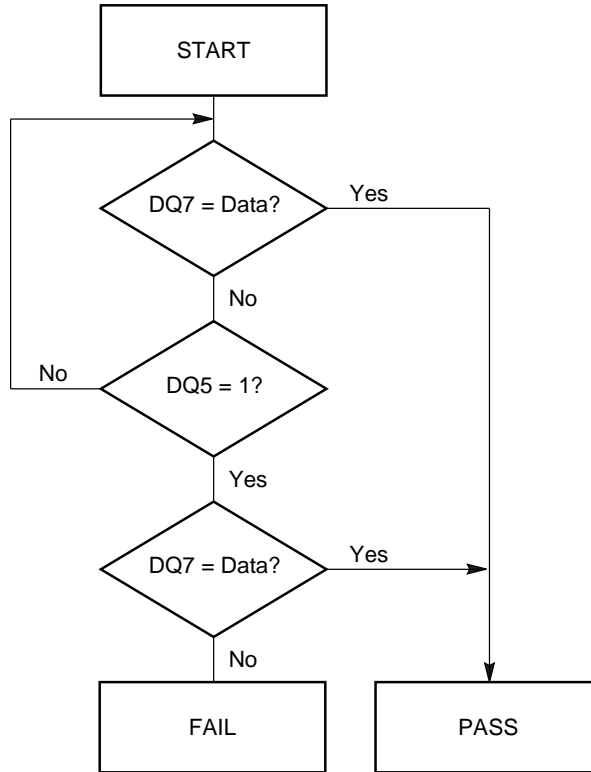 START
DQ7 = Data?
Yes
No
No
DQ5 = 1?
Yes
DQ7 = Data?
Yes
No
FAIL
PASS